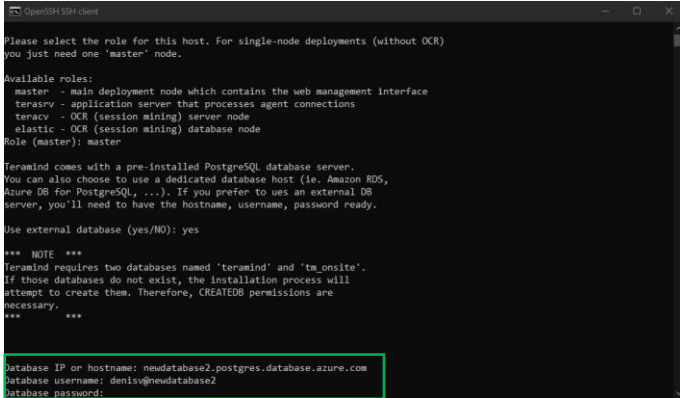 OpenSSH SSH client
Please select the role for this host. For single-node deployments (without OCR)
you just need one 'master' node.
Available roles:
master - main deployment node which contains the web management interface
terasrv - application server that processes agent connections
teracv - OCR (session mining) server node
elastic - OCR (session mining) database node
Role (master): master
Teramind comes with a pre-installed PostgreSQL database server.
You can also choose to use a dedicated database host (ie. Amazon RDS,
Azure DB for PostgreSQL, ...). If you prefer to ues an external DB
server, you'll need to have the hostname, username, password ready.
Use external database (yes/NO): yes
*** NOTE ***
Teramind requires two databases named 'teramind' and 'tm_onsite'.
If those databases do not exist, the installation process will
attempt to create them. Therefore, CREATEDB permissions are
necessary.
*** ***
Database IP or hostname: newdatabase2.postgres.database.azure.com
Database username: denisv@newdatabase2
Database password: